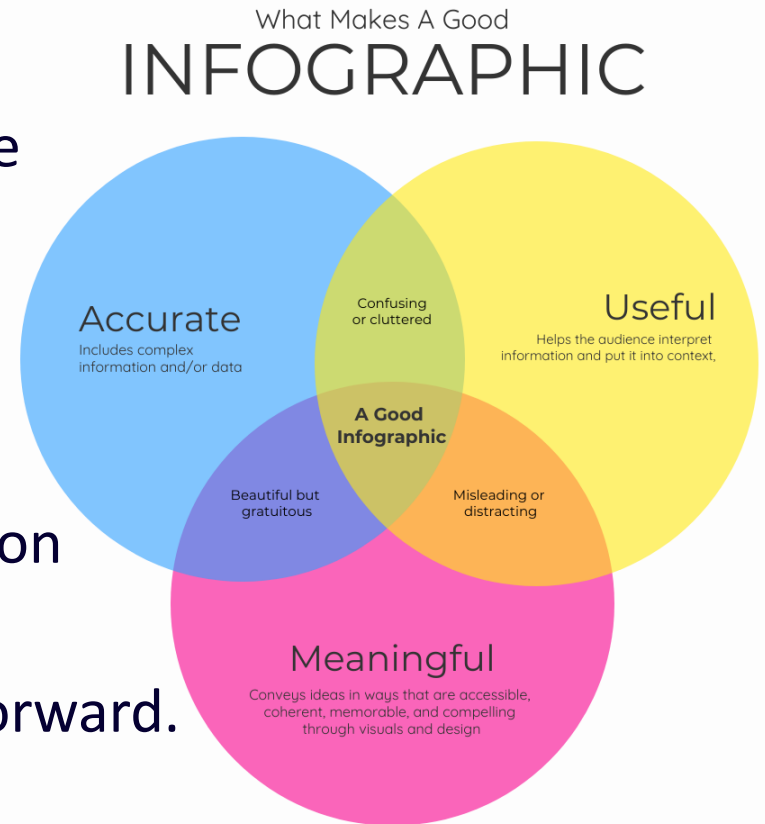 What Makes A Good
INFOGRAPHIC
e
Accurate
Includes complex
information and/or data
Confusing
or cluttered
Useful
Helps the audience interpret
information and put it into context,
A Good
Infographic
Beautiful but
gratuitous
Misleading or
distracting
on
Meaningful
Conveys ideas in ways that are accessible,
coherent, memorable, and compelling
through visuals and design
orward.